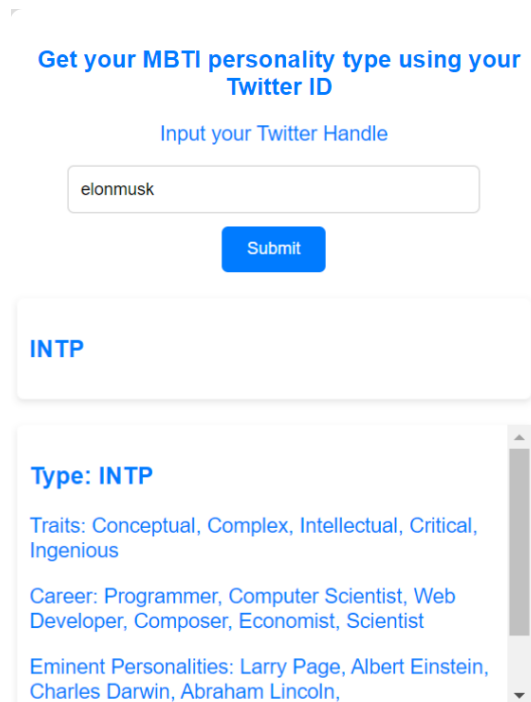 Get your MBTI personality type using your
Twitter ID
Input your Twitter Handle
elonmusk
Submit
INTP
Type: INTP
Traits: Conceptual, Complex, Intellectual, Critical,
Ingenious
Career: Programmer, Computer Scientist, Web
Developer, Composer, Economist, Scientist
Eminent Personalities: Larry Page, Albert Einstein,
Charles Darwin, Abraham Lincoln,